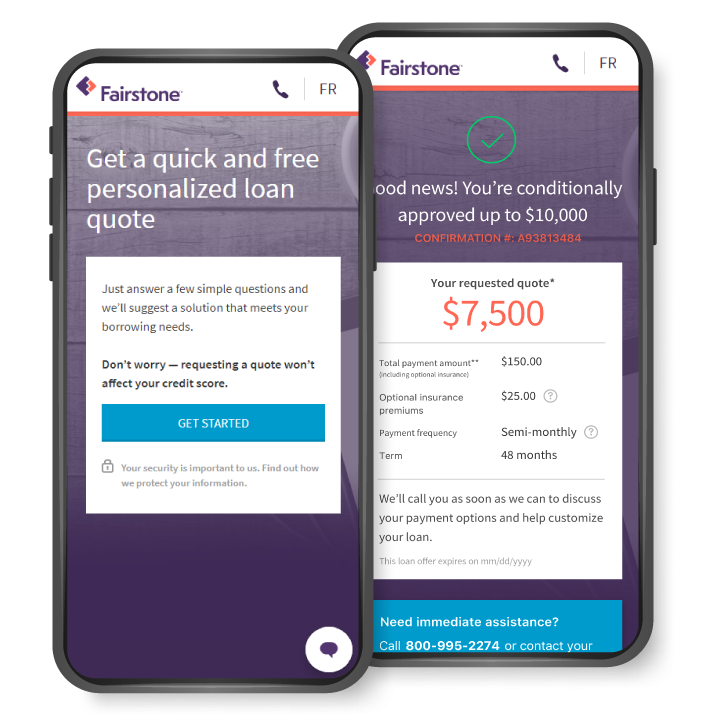 Fairstone
FR
Get a quick and free
personalized loan
quote
Just answer a few simple questions and
we'll suggest a solution that meets your
borrowing needs.
Don't worry — requesting a quote won't
affect your credit score.
GET STARTED
Your security is important to us. Find out how
we protect your information.
Fairstone
FR
ood news! You're conditionally
approved up to $10,000
CONFIRMATION #: A93813484
Your requested quote*
$7,500
Total payment amount** $150.00
(including optional insurance)
Optional insurance $25.00 ?
premiums
Payment frequency Semi-monthly ?
Term 48 months
We'll call you as soon as we can to discuss
your payment options and help customize
your loan.
This loan offer expires on mm/dd/yyyy
Need immediate assistance?
Call 800-995-2274 or contact your